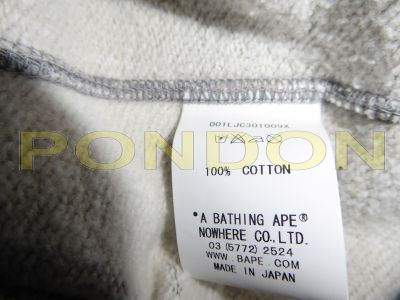 001LJC301009X
PONDON
100% COTTON
*A BATHING APE®
NOWHERE CO.,LTD.
03 (5772) 2524
WWW. BAPE .COM
MADE IN JAPAN